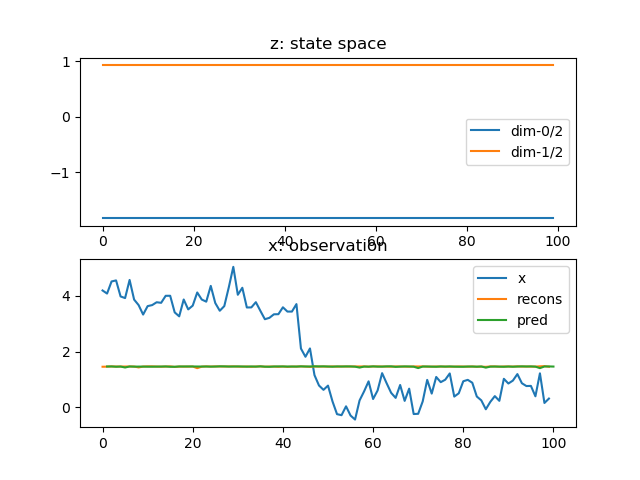 z: state space
1
0
−1
dim-0/2
dim-1/2
0 20 40 60 80 100
x: observation
4
2
0
x
recons
pred
0 20 40 60 80 100